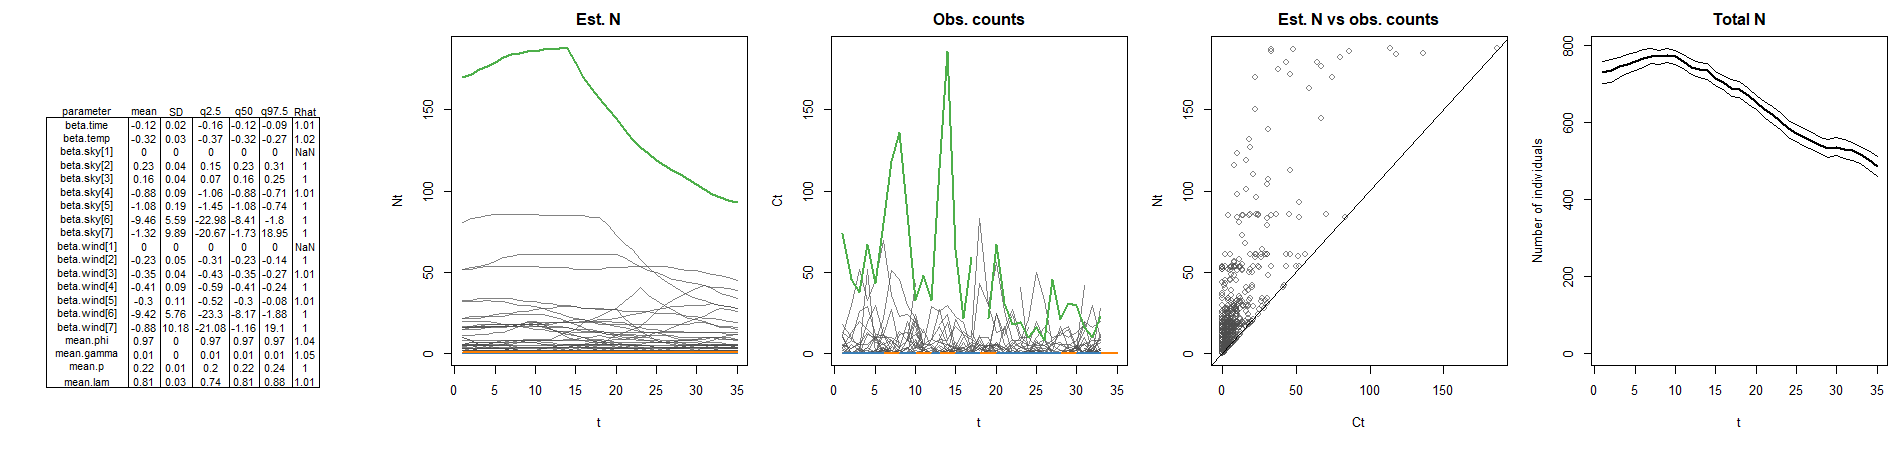 parameter mean SD q2.5 q50 q97.5 Rhat
beta.time -0.12 0.02 -0.16 -0.12 -0.09 1.01
beta.temp -0.32 0.03 -0.37 -0.32 -0.27 1.02
beta.sky[1] 0 0 0 0 0 NaN
beta.sky[2] 0.23 0.04 0.15 0.23 0.31 1
beta.sky[3] 0.16 0.04 0.07 0.16 0.25 1
beta.sky[4] -0.88 0.09 -1.06 -0.88 -0.71 1.01
beta.sky[5] -1.08 0.19 -1.45 -1.08 -0.74 1
beta.sky[6] -9.46 5.59 -22.98 -8.41 -1.8 1
beta.sky[7] -1.32 9.89 -20.67 -1.73 18.95 1
beta.wind[1] 0 0 0 0 0 NaN
beta.wind[2] -0.23 0.05 -0.31 -0.23 -0.14 1
beta.wind[3] -0.35 0.04 -0.43 -0.35 -0.27 1.01
beta.wind[4] -0.41 0.09 -0.59 -0.41 -0.24 1
beta.wind[5] -0.3 0.11 -0.52 -0.3 -0.08 1.01
beta.wind[6] -9.42 5.76 -23.3 -8.17 -1.88 1
beta.wind[7] -0.88 10.18 -21.08 -1.16 19.1 1
mean.phi 0.97 0 0.97 0.97 0.97 1.04
mean.gamma 0.01 0 0.01 0.01 0.01 1.05
mean.p 0.22 0.01 0.2 0.22 0.24 1
mean.lam 0.81 0.03 0.74 0.81 0.88 1.01
Est. N
Nt
150
100
50
0
0 5 10 15 20 25 30 35
t
Obs. counts
Ct
150
100
50
0
0 5 10 15 20 25 30 35
t
Est. N vs obs. counts
Nt
150
100
50
0
0 50 100 150
Ct
Total N
Number of individuals
800
600
400
200
0
0 5 10 15 20 25 30 35
t